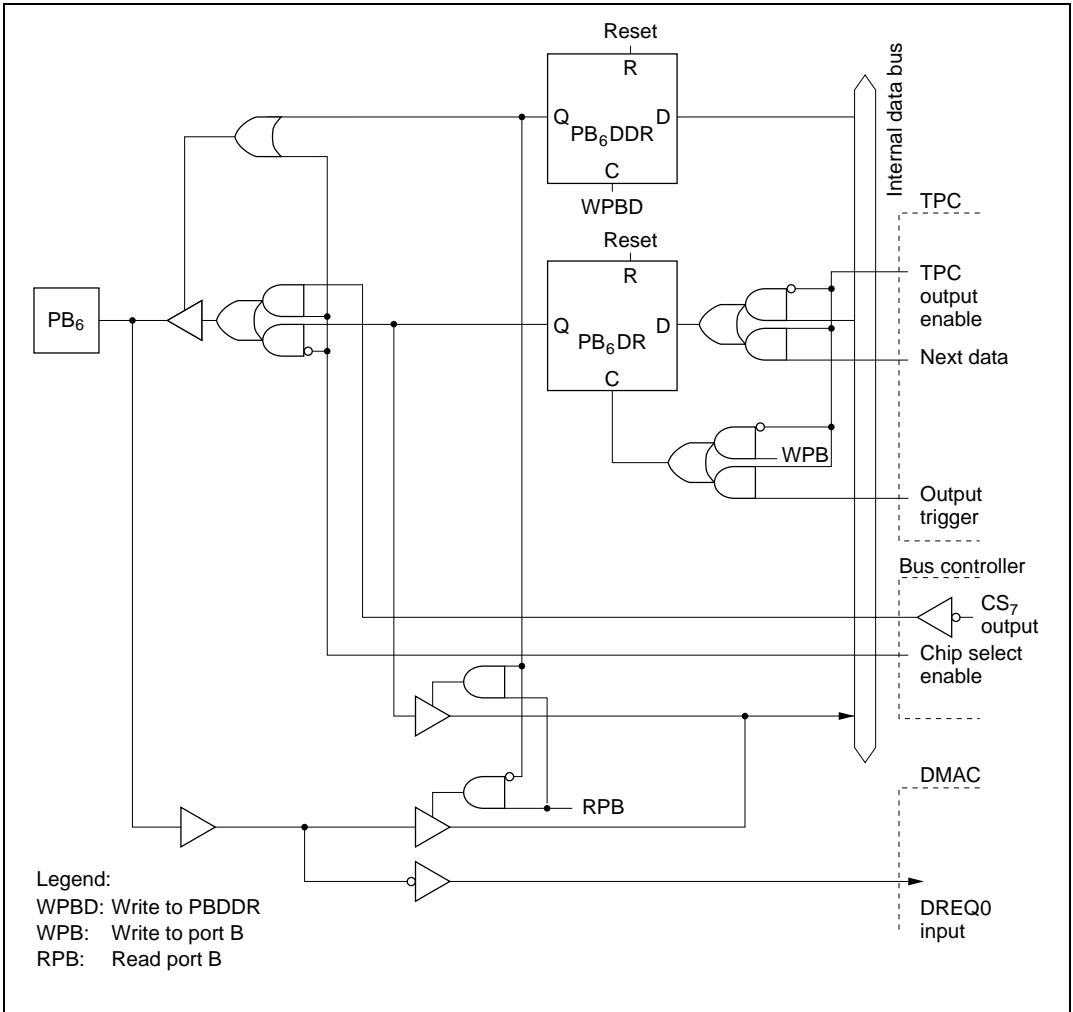 Reset
R
Q
PB6DDR
D
C
WPBD
Internal data bus
TPC
Reset
R
Q
PB6DR
D
C
TPC
output
enable
Next data
PB6
WPB
Output
trigger
Bus controller
CS7
output
Chip select
enable
DMAC
RPB
DREQ0
input
Legend:
WPBD: Write to PBDDR
WPB: Write to port B
RPB: Read port B